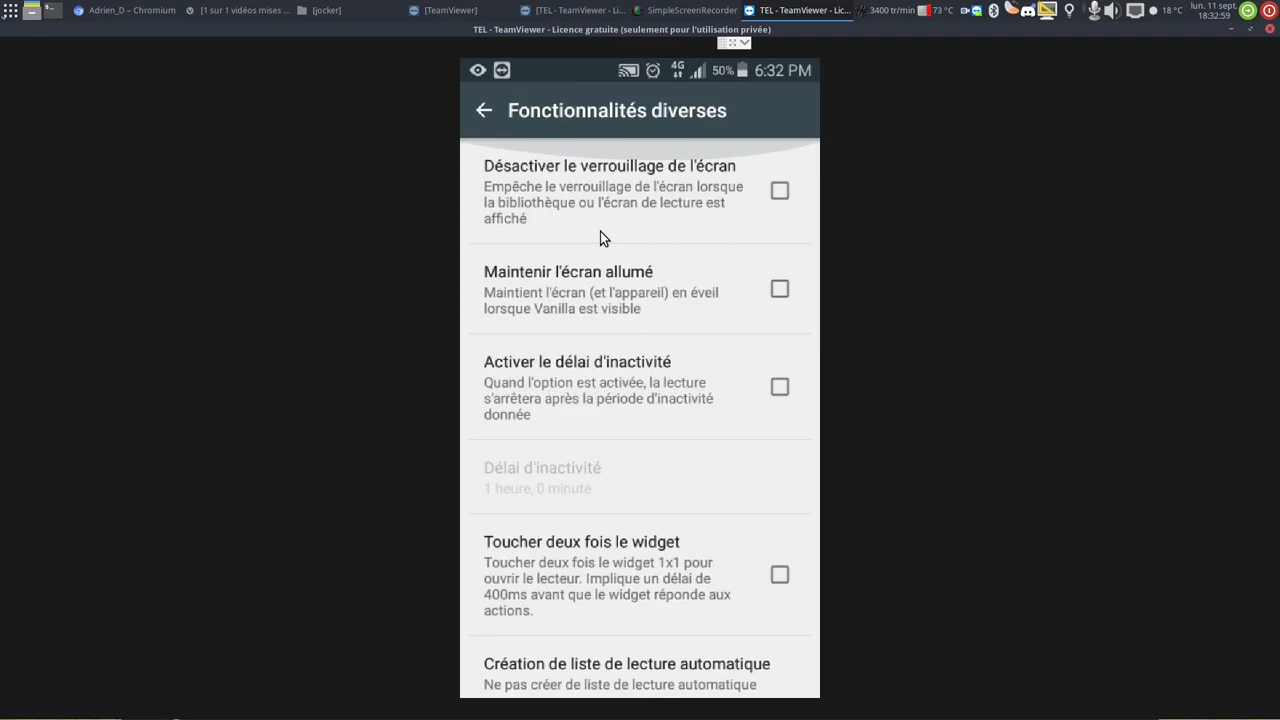 Adrien_D – Chromium
[1 sur 1 vidéos mises ...
[jocker]
[TeamViewer]
[TEL - TeamViewer - Li...
SimpleScreenRecorder
TEL - TeamViewer - Lic...
3400 tr/min
73 °C
18 °C
lun. 11 sept.
18:32:59
TEL - TeamViewer - Licence gratuite (seulement pour l'utilisation privée)
4G
50%
6:32 PM
Fonctionnalités diverses
Désactiver le verrouillage de l'écran
Empêche le verrouillage de l'écran lorsque
la bibliothèque ou l'écran de lecture est
affiché
Maintenir l'écran allumé
Maintient l'écran (et l'appareil) en éveil
lorsque Vanilla est visible
Activer le délai d'inactivité
Quand l'option est activée, la lecture
s'arrêtera après la période d'inactivité
donnée
Délai d'inactivité
1 heure, 0 minute
Toucher deux fois le widget
Toucher deux fois le widget 1x1 pour
ouvrir le lecteur. Implique un délai de
400ms avant que le widget réponde aux
actions.
Création de liste de lecture automatique
Ne pas créer de liste de lecture automatique